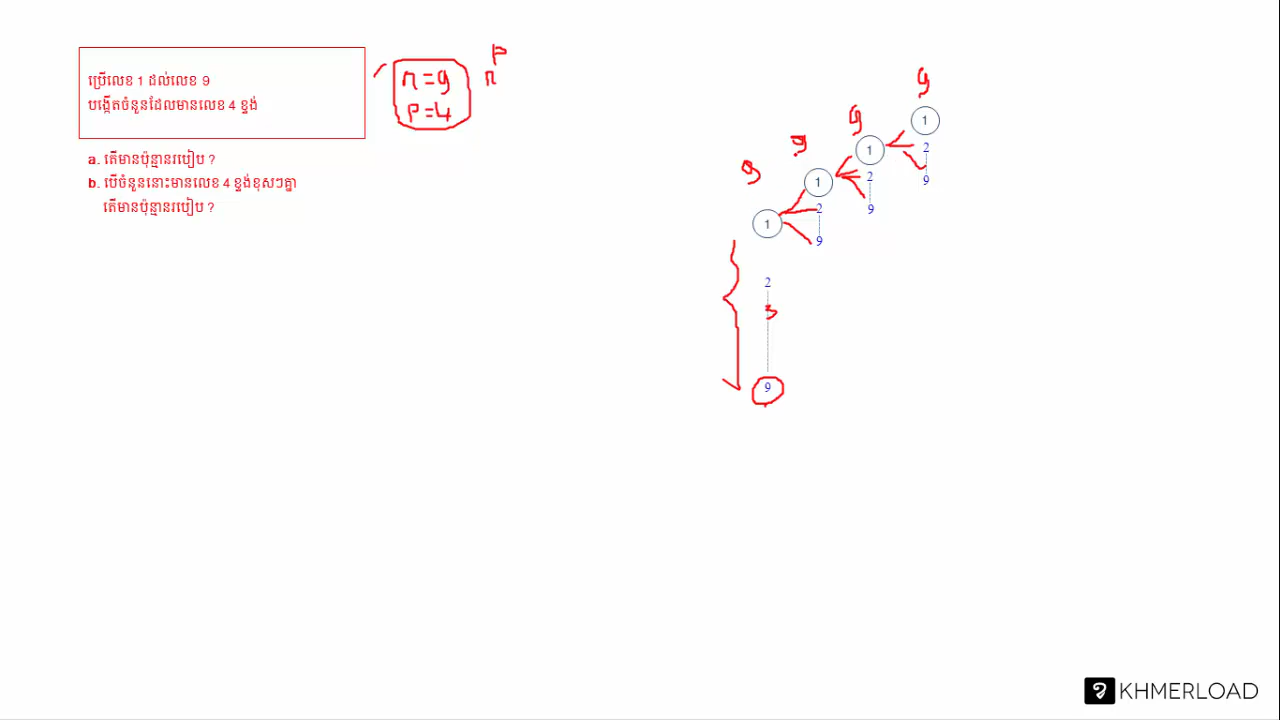 ប្រើលេខ 1 ដល់លេខ 9
បង្កើតចំនួនដែលមានលេខ 4 ខ្ទង់
a. តើមានប៉ុន្មានរបៀប ?
b. បើចំនួននោះមានលេខ 4 ខ្ទង់ខុសៗគ្នា
តើមានប៉ុន្មានរបៀប ?
n=9
P=4
n^P
9 9 9 9
1
2
9
1
2
9
1
2
9
1
2
3
9
KHMERLOAD